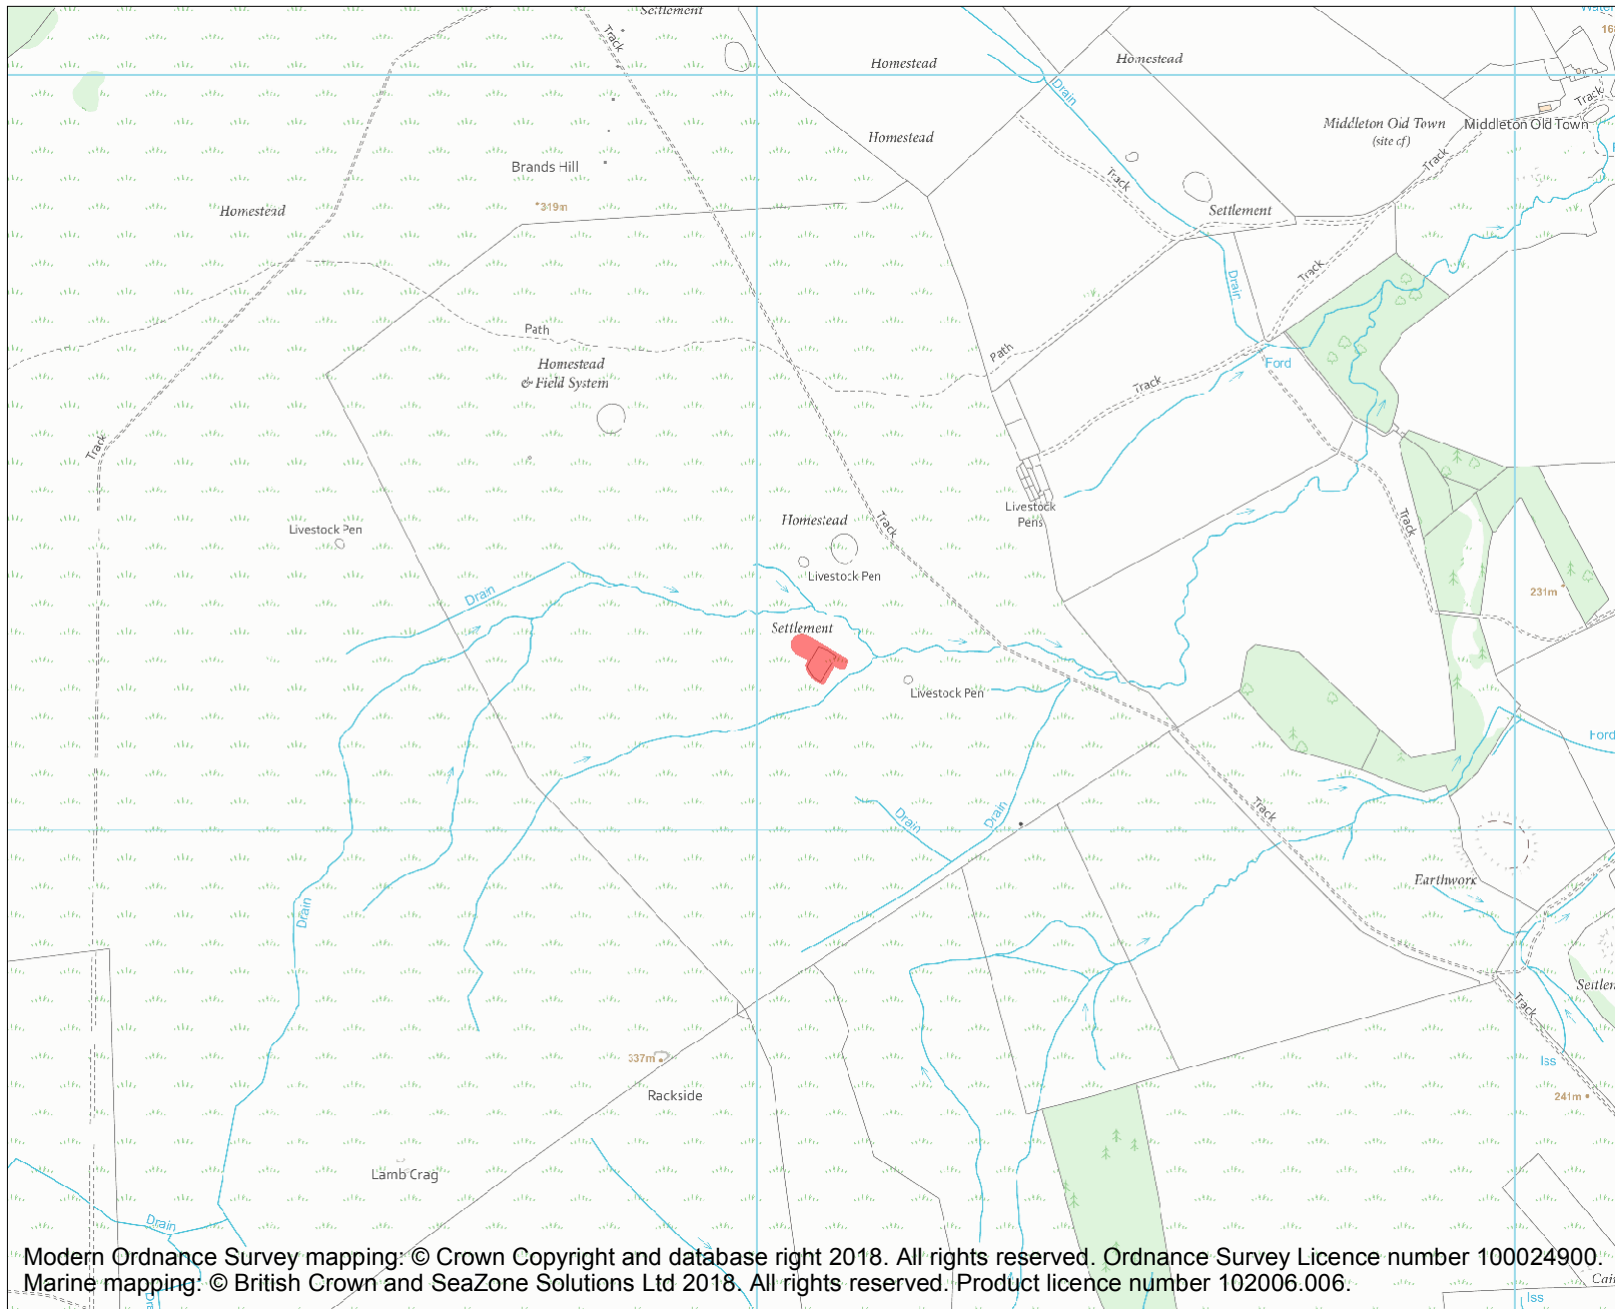 Settlement
Track
Homestead
Homestead
Drain
Track
Middleton Old Town
(site of)
Middleton Old Town
Homestead
Brands Hill
Track
Track
319m
Homestead
Settlement
Track
Drain
Path
Path
Ford
Homestead
& Field System
Track
Track
Livestock Pen
Homestead
Track
Livestock
Pens
Track
Livestock Pen
Drain
231m
Settlement
Livestock Pen
Ford
Drain
Drain
Track
Earthwork
Drain
Track
337m
Rackside
Iss
241m
Lamb Crag
Drain
Modern Ordnance Survey mapping: © Crown Copyright and database right 2018. All rights reserved. Ordnance Survey Licence number 100024900.
Marine mapping: © British Crown and SeaZone Solutions Ltd 2018. All rights reserved. Product licence number 102006.006.
Iss